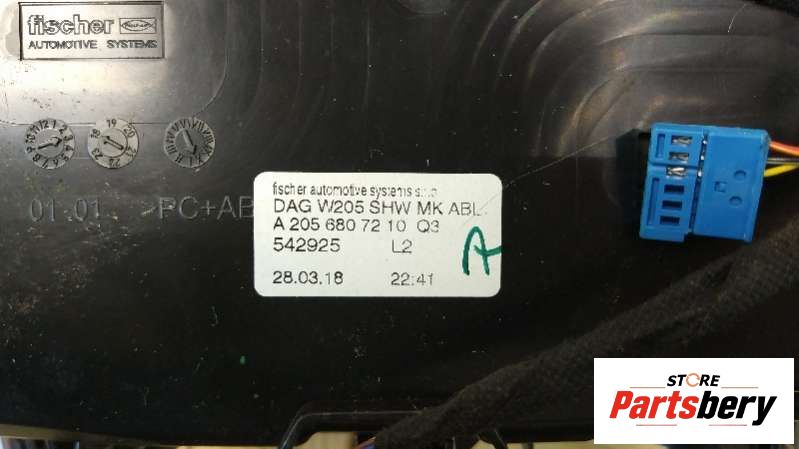 fischer
AUTOMOTIVE SYSTEMS
01.01 >PC+AB
fischer automotive systems s.r.o
DAG W205 SHW MK ABL
A 205 680 72 10 Q3
542925 L2
28.03.18 22:41
A
STORE
Partsbery